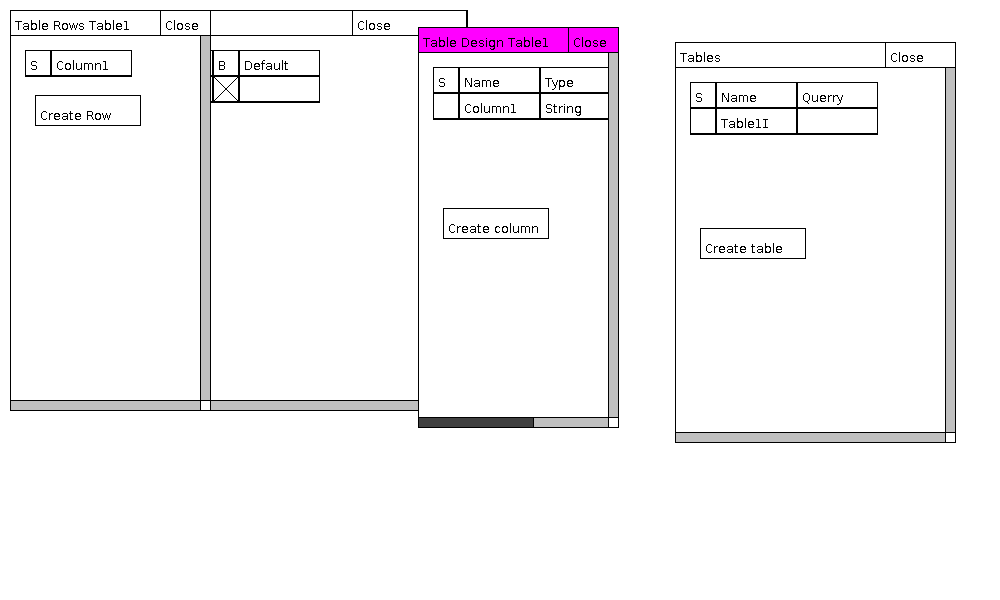 Table Rows Table1 Close
S Column1
Create Row
Close
B Default
Table Design Table1 Close
S Name Type
Column1 String
Create column
Tables Close
S Name Querry
Table1I
Create table